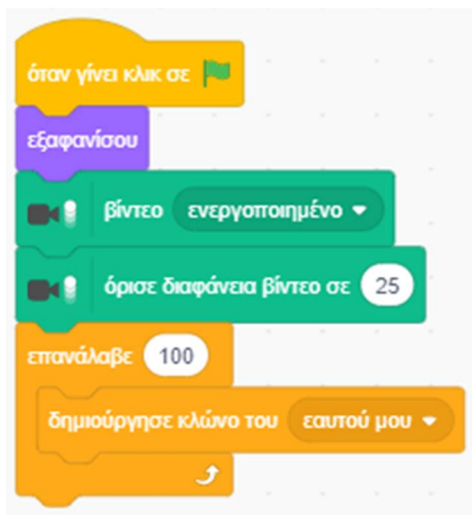 όταν γίνει κλικ σε
εξαφανίσου
βίντεο ενεργοποιημένο
όρισε διαφάνεια βίντεο σε 25
επανάλαβε 100
δημιούργησε κλώνο του εαυτού μου